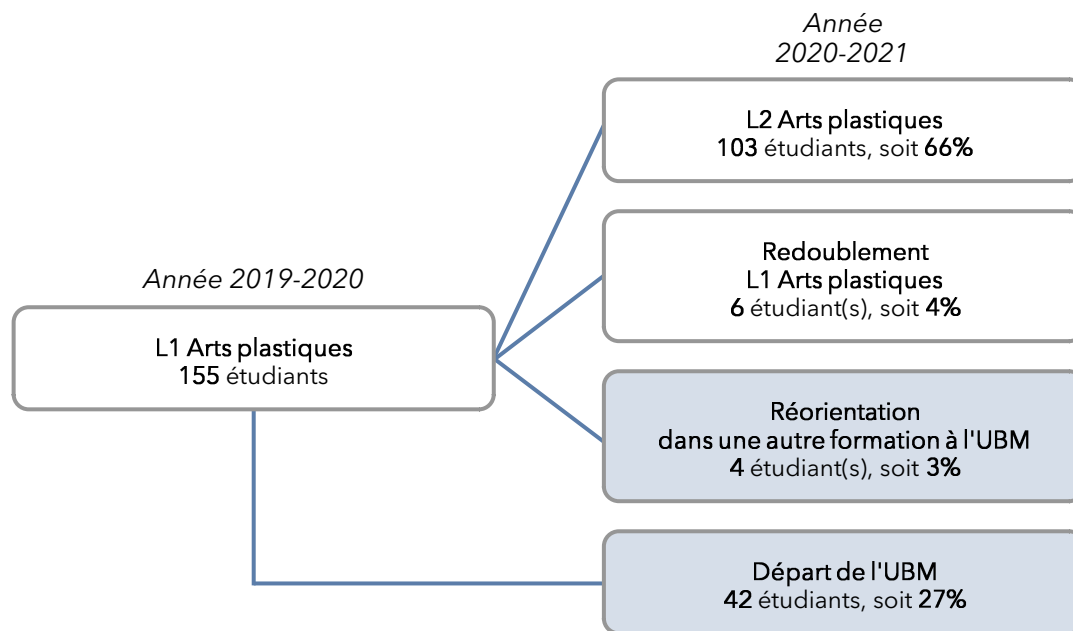 Année
2020-2021
L2 Arts plastiques
103 étudiants, soit 66%
Redoublement
L1 Arts plastiques
6 étudiant(s), soit 4%
Année 2019-2020
L1 Arts plastiques
155 étudiants
Réorientation
dans une autre formation à l'UBM
4 étudiant(s), soit 3%
Départ de l'UBM
42 étudiants, soit 27%